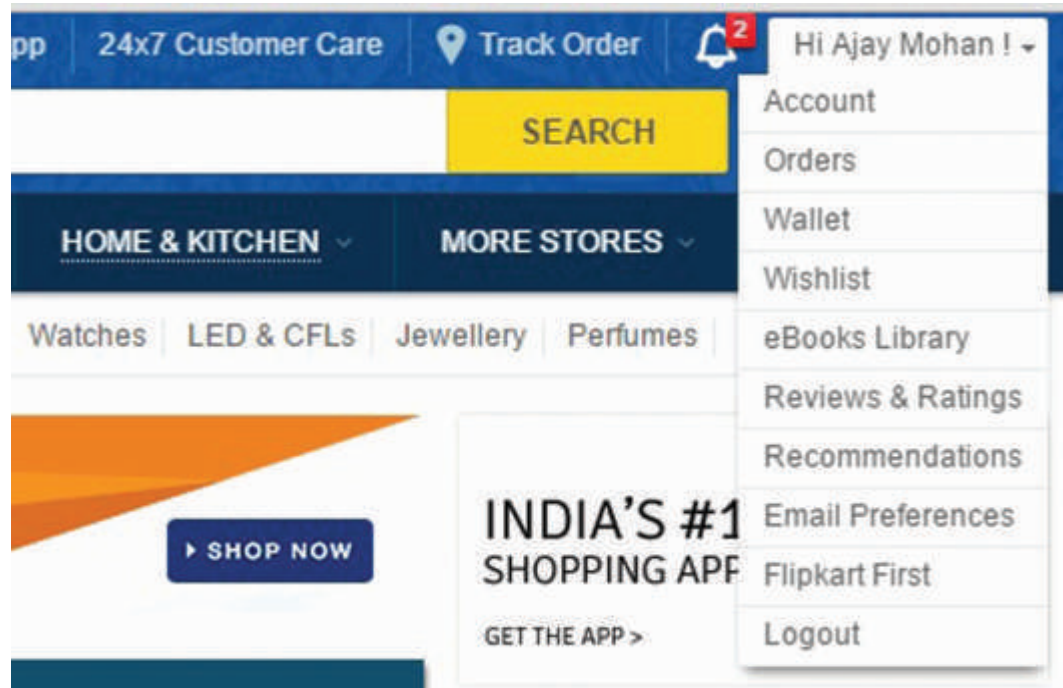 pp 24x7 Customer Care Track Order 2 Hi Ajay Mohan !
SEARCH
HOME & KITCHEN MORE STORES
Watches LED & CFLs Jewellery Perfumes
Account
Orders
Wallet
Wishlist
eBooks Library
Reviews & Ratings
Recommendations
Email Preferences
Flipkart First
Logout
SHOP NOW
INDIA'S #1
SHOPPING APP
GET THE APP >